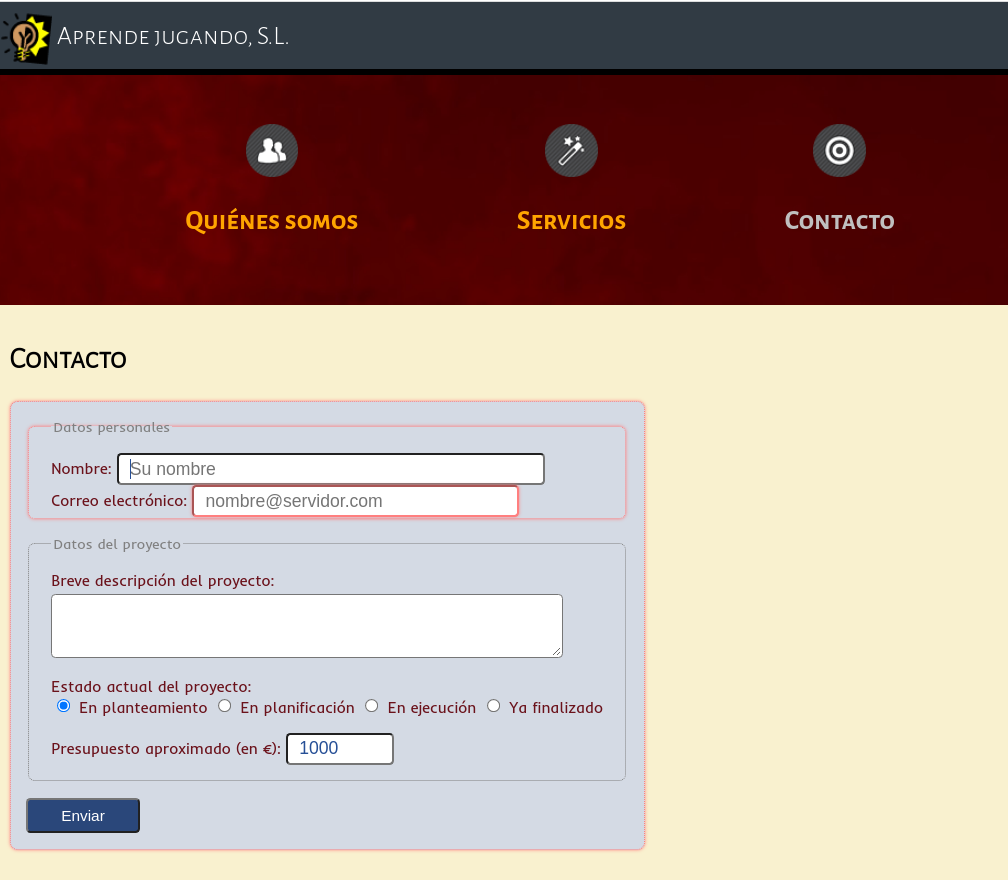 Aprende jugando, S.L.
Quiénes somos Servicios Contacto
Contacto
Datos personales
Nombre: Su nombre
Correo electrónico: nombre@servidor.com
Datos del proyecto
Breve descripción del proyecto:
Estado actual del proyecto:
En planteamiento En planificación En ejecución Ya finalizado
Presupuesto aproximado (en €): 1000
Enviar